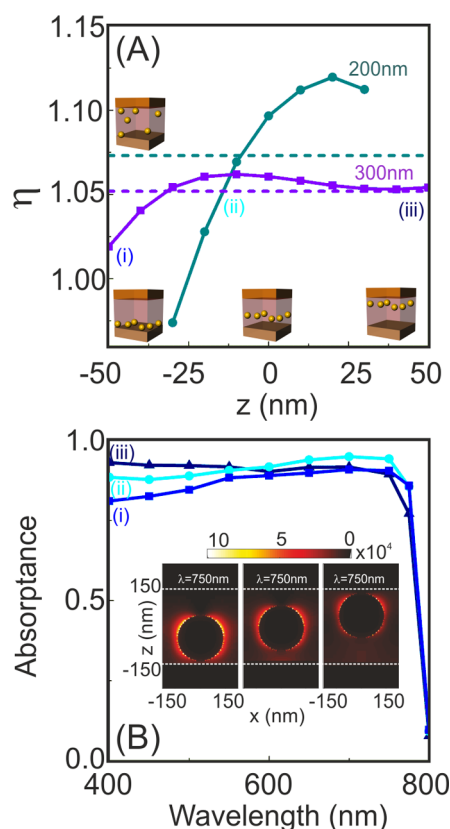 1.15
(A)
200nm
1.10
η
300nm
1.05
(ii)
(iii)
(i)
1.00
-50
-25
0
25
50
z (nm)
1.0
(iii)
(ii)
(i)
Absorptance
10 5 0 x10⁴
λ=750nm λ=750nm λ=750nm
150
z (nm)
0.5
-150
-150 150 -150 150
x (nm)
(B)
0.0
400 600 800
Wavelength (nm)